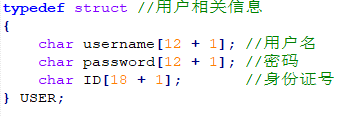 typedef struct //用户相关信息
{
    char username[12 + 1]; //用户名
    char password[12 + 1]; //密码
    char ID[18 + 1];       //身份证号
} USER;